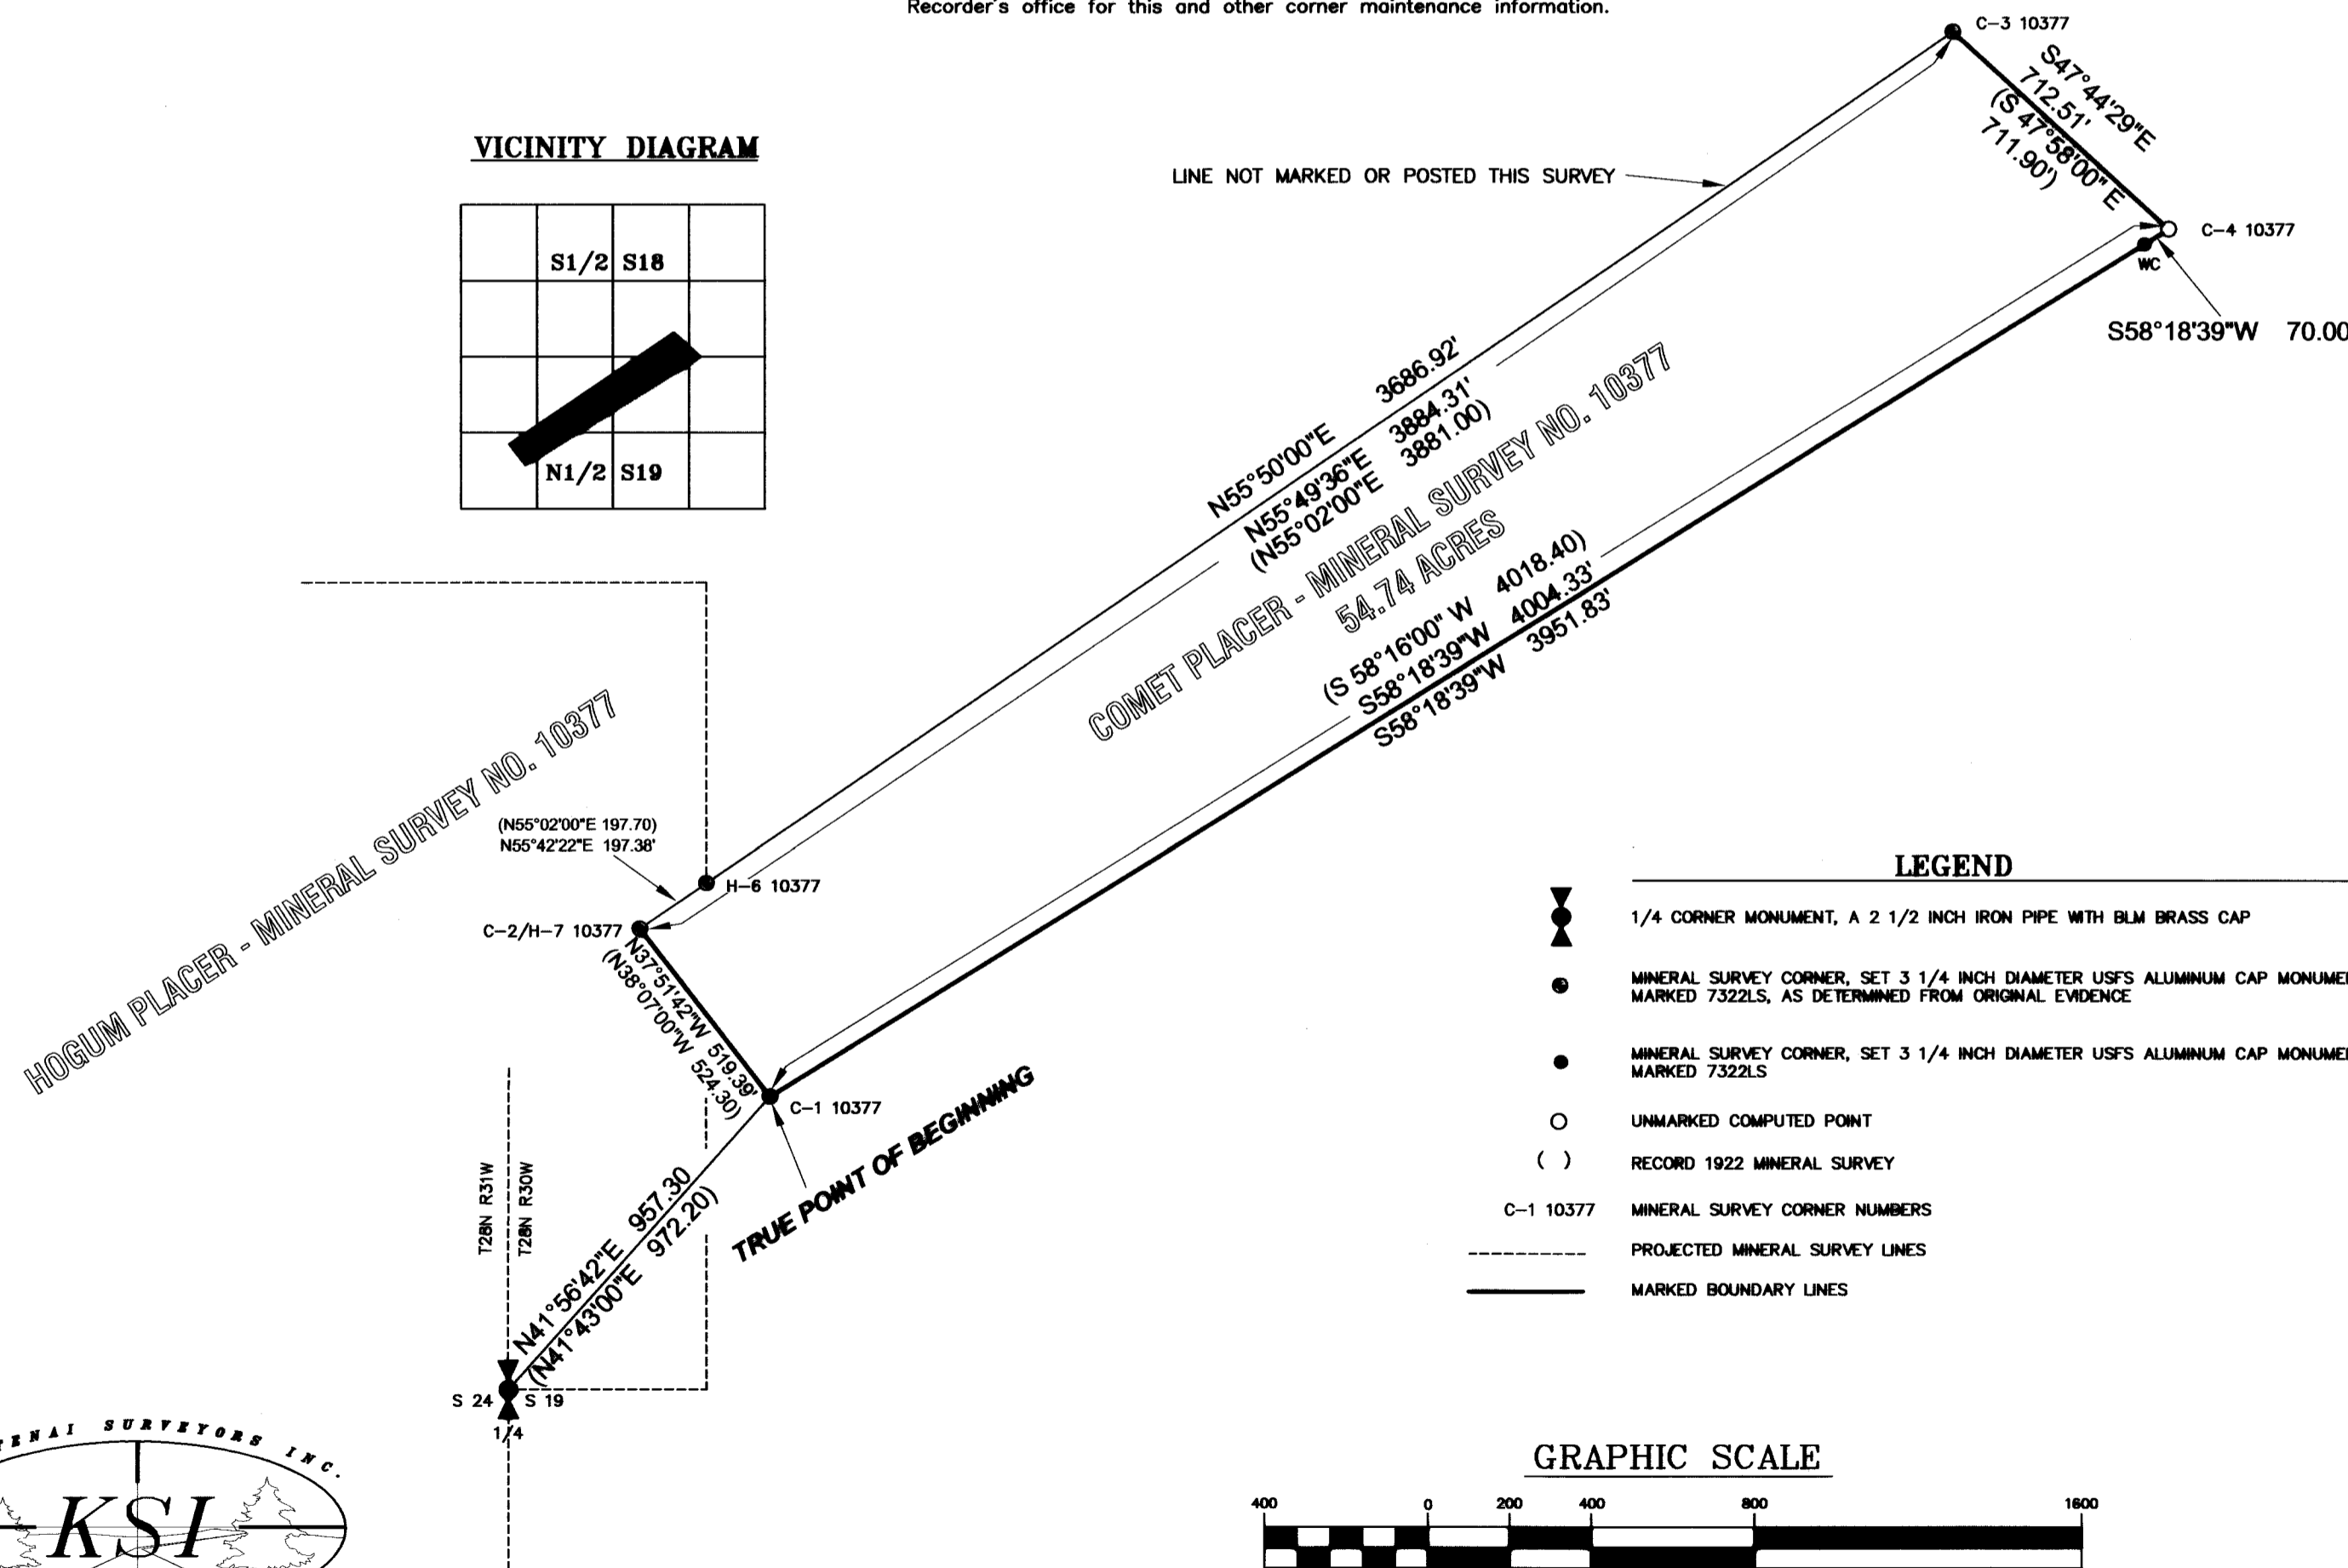 Recorder's office for this and other corner maintenance information.
C-3 10377
S47°44'29"E
712.51'
(S 47°58'00" E
711.90')
VICINITY DIAGRAM
S1/2 S18
N1/2 S19
LINE NOT MARKED OR POSTED THIS SURVEY
C-4 10377
WC
S58°18'39"W 70.00
N55°50'00"E 3686.92'
N55°49'36"E 3884.31'
(N55°02'00"E 3881.00)
COMET PLACER - MINERAL SURVEY NO. 10377
54.74 ACRES
(S 58°16'00" W 4018.40)
S58°18'39"W 4004.33'
S58°18'39"W 3951.83'
HOGUM PLACER - MINERAL SURVEY NO. 10377
(N55°02'00"E 197.70)
N55°42'22"E 197.38'
H-6 10377
C-2/H-7 10377
N37°51'42"W 519.39'
(N38°07'00"W 524.30)
C-1 10377
TRUE POINT OF BEGINNING
T28N R31W
T28N R30W
N41°56'42"E 957.30
(N41°43'00"E 972.20)
S 24 S 19
1/4
LEGEND
1/4 CORNER MONUMENT, A 2 1/2 INCH IRON PIPE WITH BLM BRASS CAP
MINERAL SURVEY CORNER, SET 3 1/4 INCH DIAMETER USFS ALUMINUM CAP MONUME
MARKED 7322LS, AS DETERMINED FROM ORIGINAL EVIDENCE
MINERAL SURVEY CORNER, SET 3 1/4 INCH DIAMETER USFS ALUMINUM CAP MONUME
MARKED 7322LS
UNMARKED COMPUTED POINT
( ) RECORD 1922 MINERAL SURVEY
C-1 10377 MINERAL SURVEY CORNER NUMBERS
PROJECTED MINERAL SURVEY LINES
MARKED BOUNDARY LINES
TENAI SURVEYORS INC.
KSI
GRAPHIC SCALE
400 0 200 400 800 1600